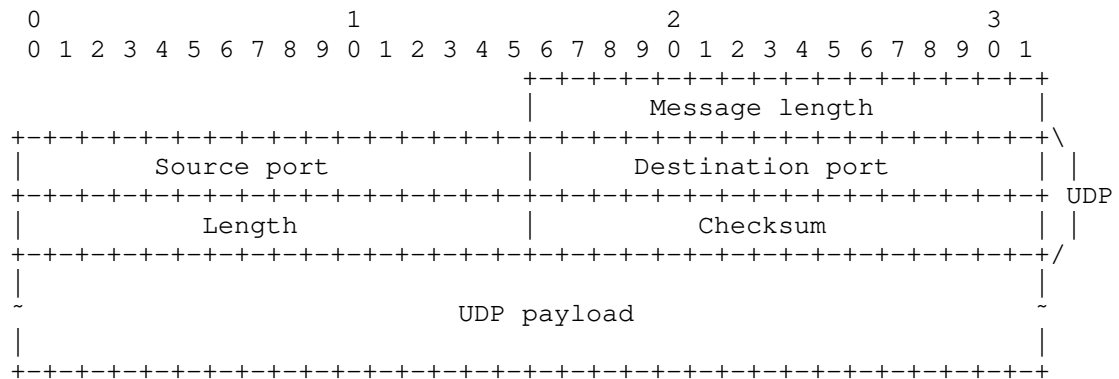 0                   1                   2                   3
 0 1 2 3 4 5 6 7 8 9 0 1 2 3 4 5 6 7 8 9 0 1 2 3 4 5 6 7 8 9 0 1
                                +-+-+-+-+-+-+-+-+-+-+-+-+-+-+-+-+
                                |       Message length          |
+-+-+-+-+-+-+-+-+-+-+-+-+-+-+-+-+-+-+-+-+-+-+-+-+-+-+-+-+-+-+-+-+\
|        Source port            |      Destination port         | |
+-+-+-+-+-+-+-+-+-+-+-+-+-+-+-+-+-+-+-+-+-+-+-+-+-+-+-+-+-+-+-+-+ UDP
|           Length              |          Checksum             | |
+-+-+-+-+-+-+-+-+-+-+-+-+-+-+-+-+-+-+-+-+-+-+-+-+-+-+-+-+-+-+-+-+/
|                                                               |
~                          UDP payload                          ~
|                                                               |
+-+-+-+-+-+-+-+-+-+-+-+-+-+-+-+-+-+-+-+-+-+-+-+-+-+-+-+-+-+-+-+-+